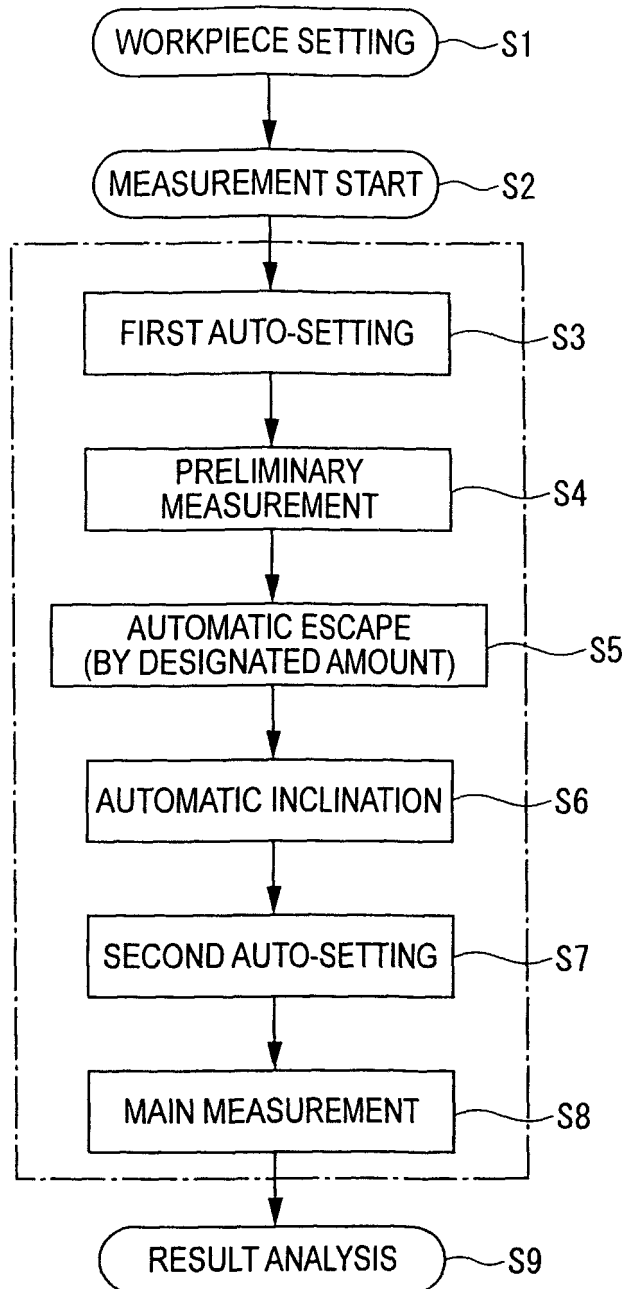 WORKPIECE SETTING S1
MEASUREMENT START S2
FIRST AUTO-SETTING S3
PRELIMINARY
MEASUREMENT S4
AUTOMATIC ESCAPE
(BY DESIGNATED AMOUNT) S5
AUTOMATIC INCLINATION S6
SECOND AUTO-SETTING S7
MAIN MEASUREMENT S8
RESULT ANALYSIS S9